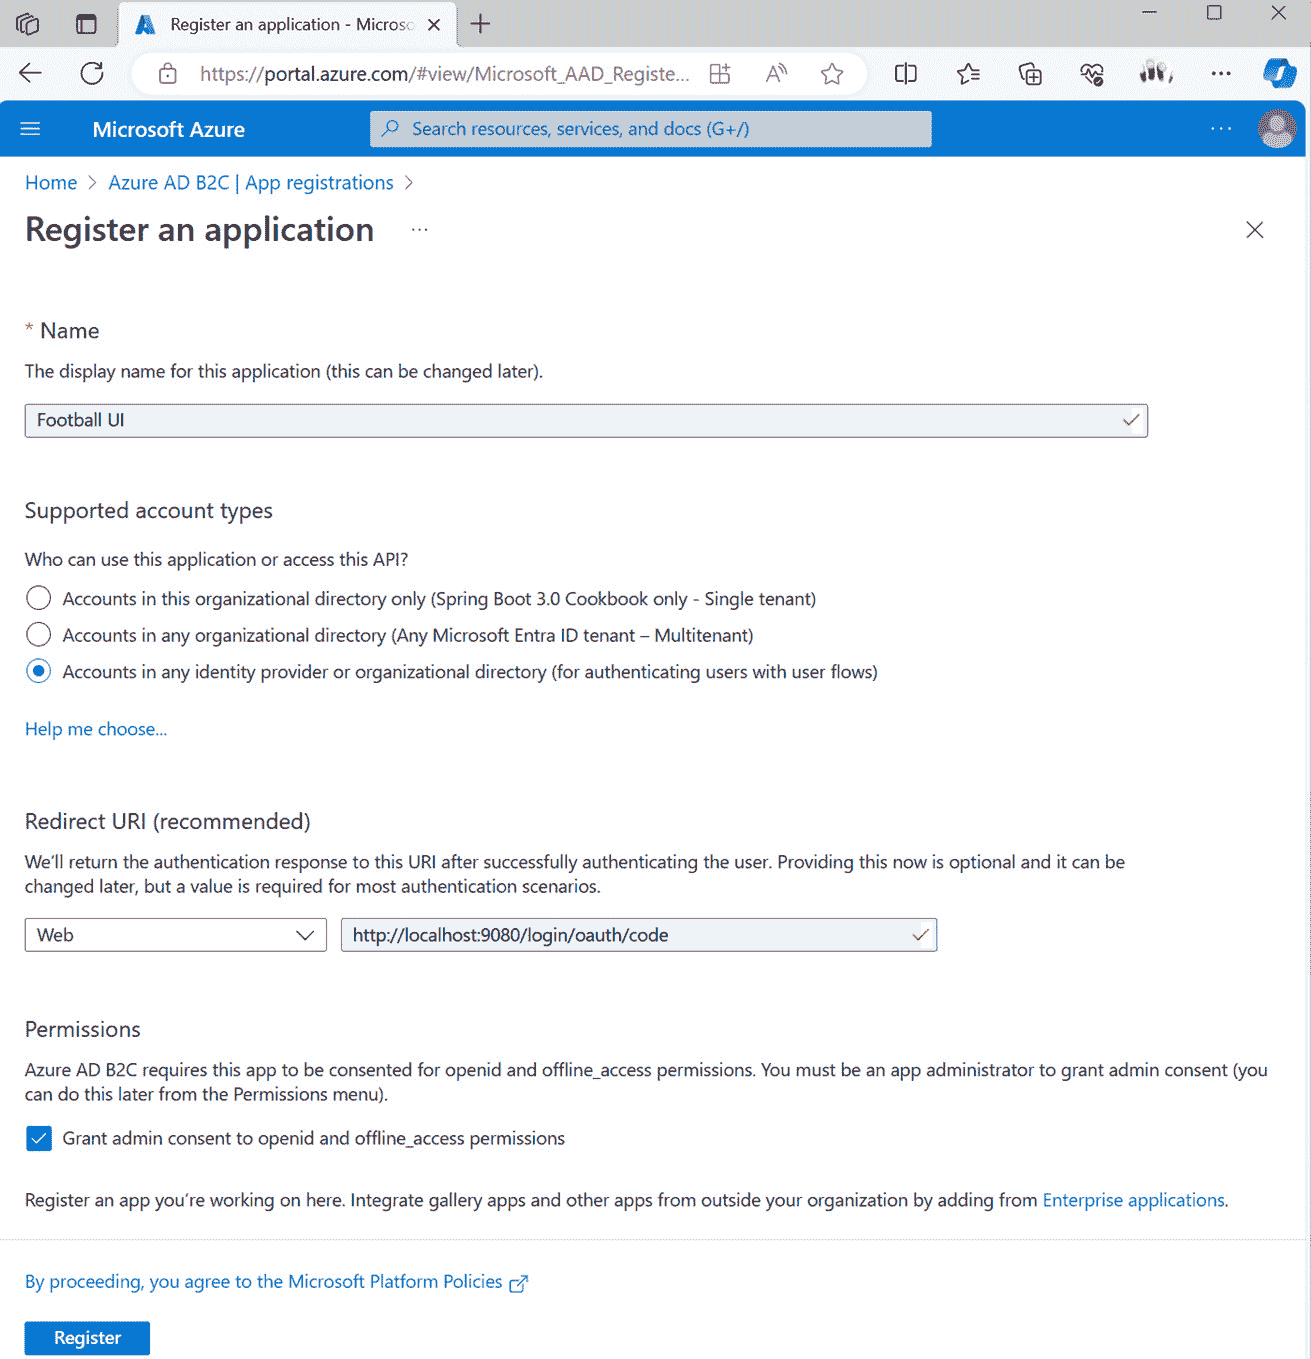 Register an application - Microso
https://portal.azure.com/#view/Microsoft_AAD_Registe...
Microsoft Azure
Search resources, services, and docs (G+/)
Home > Azure AD B2C | App registrations >
Register an application ...
* Name
The display name for this application (this can be changed later).
Football UI
Supported account types
Who can use this application or access this API?
Accounts in this organizational directory only (Spring Boot 3.0 Cookbook only - Single tenant)
Accounts in any organizational directory (Any Microsoft Entra ID tenant – Multitenant)
Accounts in any identity provider or organizational directory (for authenticating users with user flows)
Help me choose...
Redirect URI (recommended)
We’ll return the authentication response to this URI after successfully authenticating the user. Providing this now is optional and it can be
changed later, but a value is required for most authentication scenarios.
Web
http://localhost:9080/login/oauth/code
Permissions
Azure AD B2C requires this app to be consented for openid and offline_access permissions. You must be an app administrator to grant admin consent (you
can do this later from the Permissions menu).
Grant admin consent to openid and offline_access permissions
Register an app you’re working on here. Integrate gallery apps and other apps from outside your organization by adding from Enterprise applications.
By proceeding, you agree to the Microsoft Platform Policies
Register